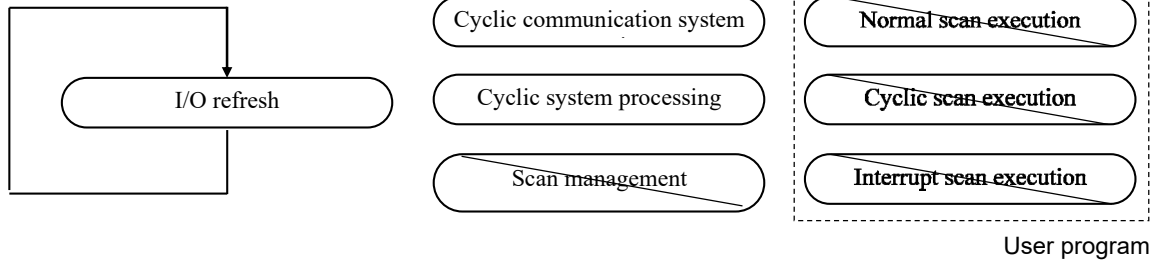 Cyclic communication system
Normal scan execution
I/O refresh
Cyclic system processing
Cyclic scan execution
Scan management
Interrupt scan execution
User program